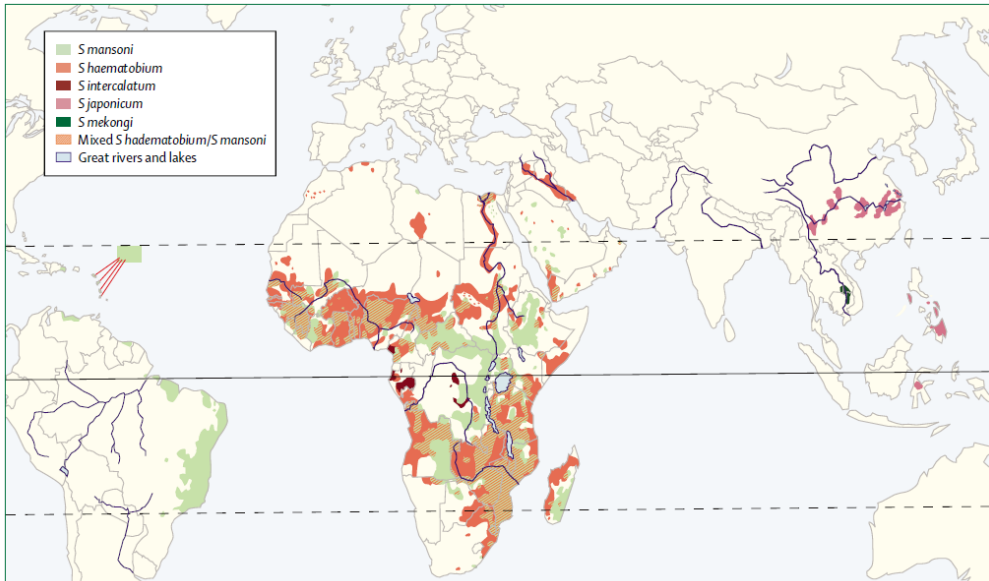 S mansoni
S haematobium
S intercalatum
S japonicum
S mekongi
Mixed S hadematobium/S mansoni
Great rivers and lakes